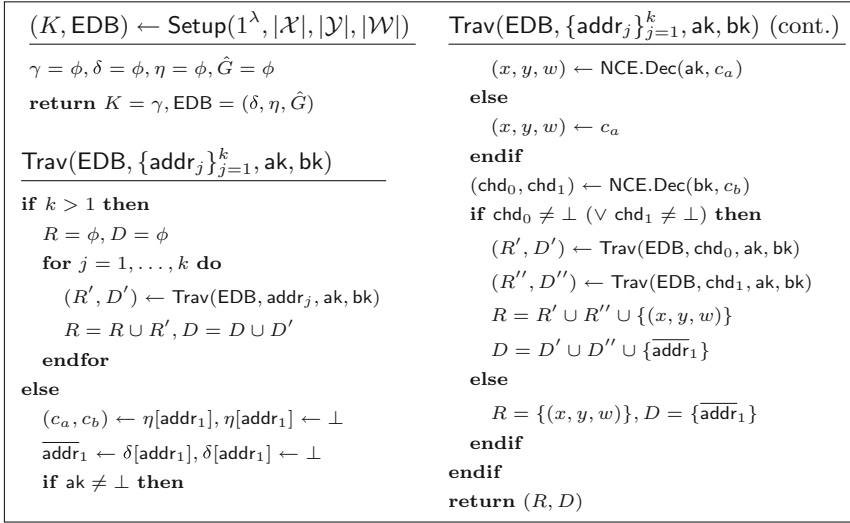 (K, EDB) ← Setup(1^λ, |𝒳|, |𝒴|, |𝒲|)
γ = ϕ, δ = ϕ, η = ϕ, Ĝ = ϕ
return K = γ, EDB = (δ, η, Ĝ)
Trav(EDB, {addr_j}_{j=1}^k, ak, bk)
if k > 1 then
R = ϕ, D = ϕ
for j = 1, . . . , k do
(R′, D′) ← Trav(EDB, addr_j, ak, bk)
R = R ∪ R′, D = D ∪ D′
endfor
else
(c_a, c_b) ← η[addr_1], η[addr_1] ← ⊥
\overline{addr}_1 ← δ[addr_1], δ[addr_1] ← ⊥
if ak ≠ ⊥ then
Trav(EDB, {addr_j}_{j=1}^k, ak, bk) (cont.)
(x, y, w) ← NCE.Dec(ak, c_a)
else
(x, y, w) ← c_a
endif
(chd_0, chd_1) ← NCE.Dec(bk, c_b)
if chd_0 ≠ ⊥ (∨ chd_1 ≠ ⊥) then
(R′, D′) ← Trav(EDB, chd_0, ak, bk)
(R′′, D′′) ← Trav(EDB, chd_1, ak, bk)
R = R′ ∪ R′′ ∪ {(x, y, w)}
D = D′ ∪ D′′ ∪ {\overline{addr}_1}
else
R = {(x, y, w)}, D = {\overline{addr}_1}
endif
endif
return (R, D)